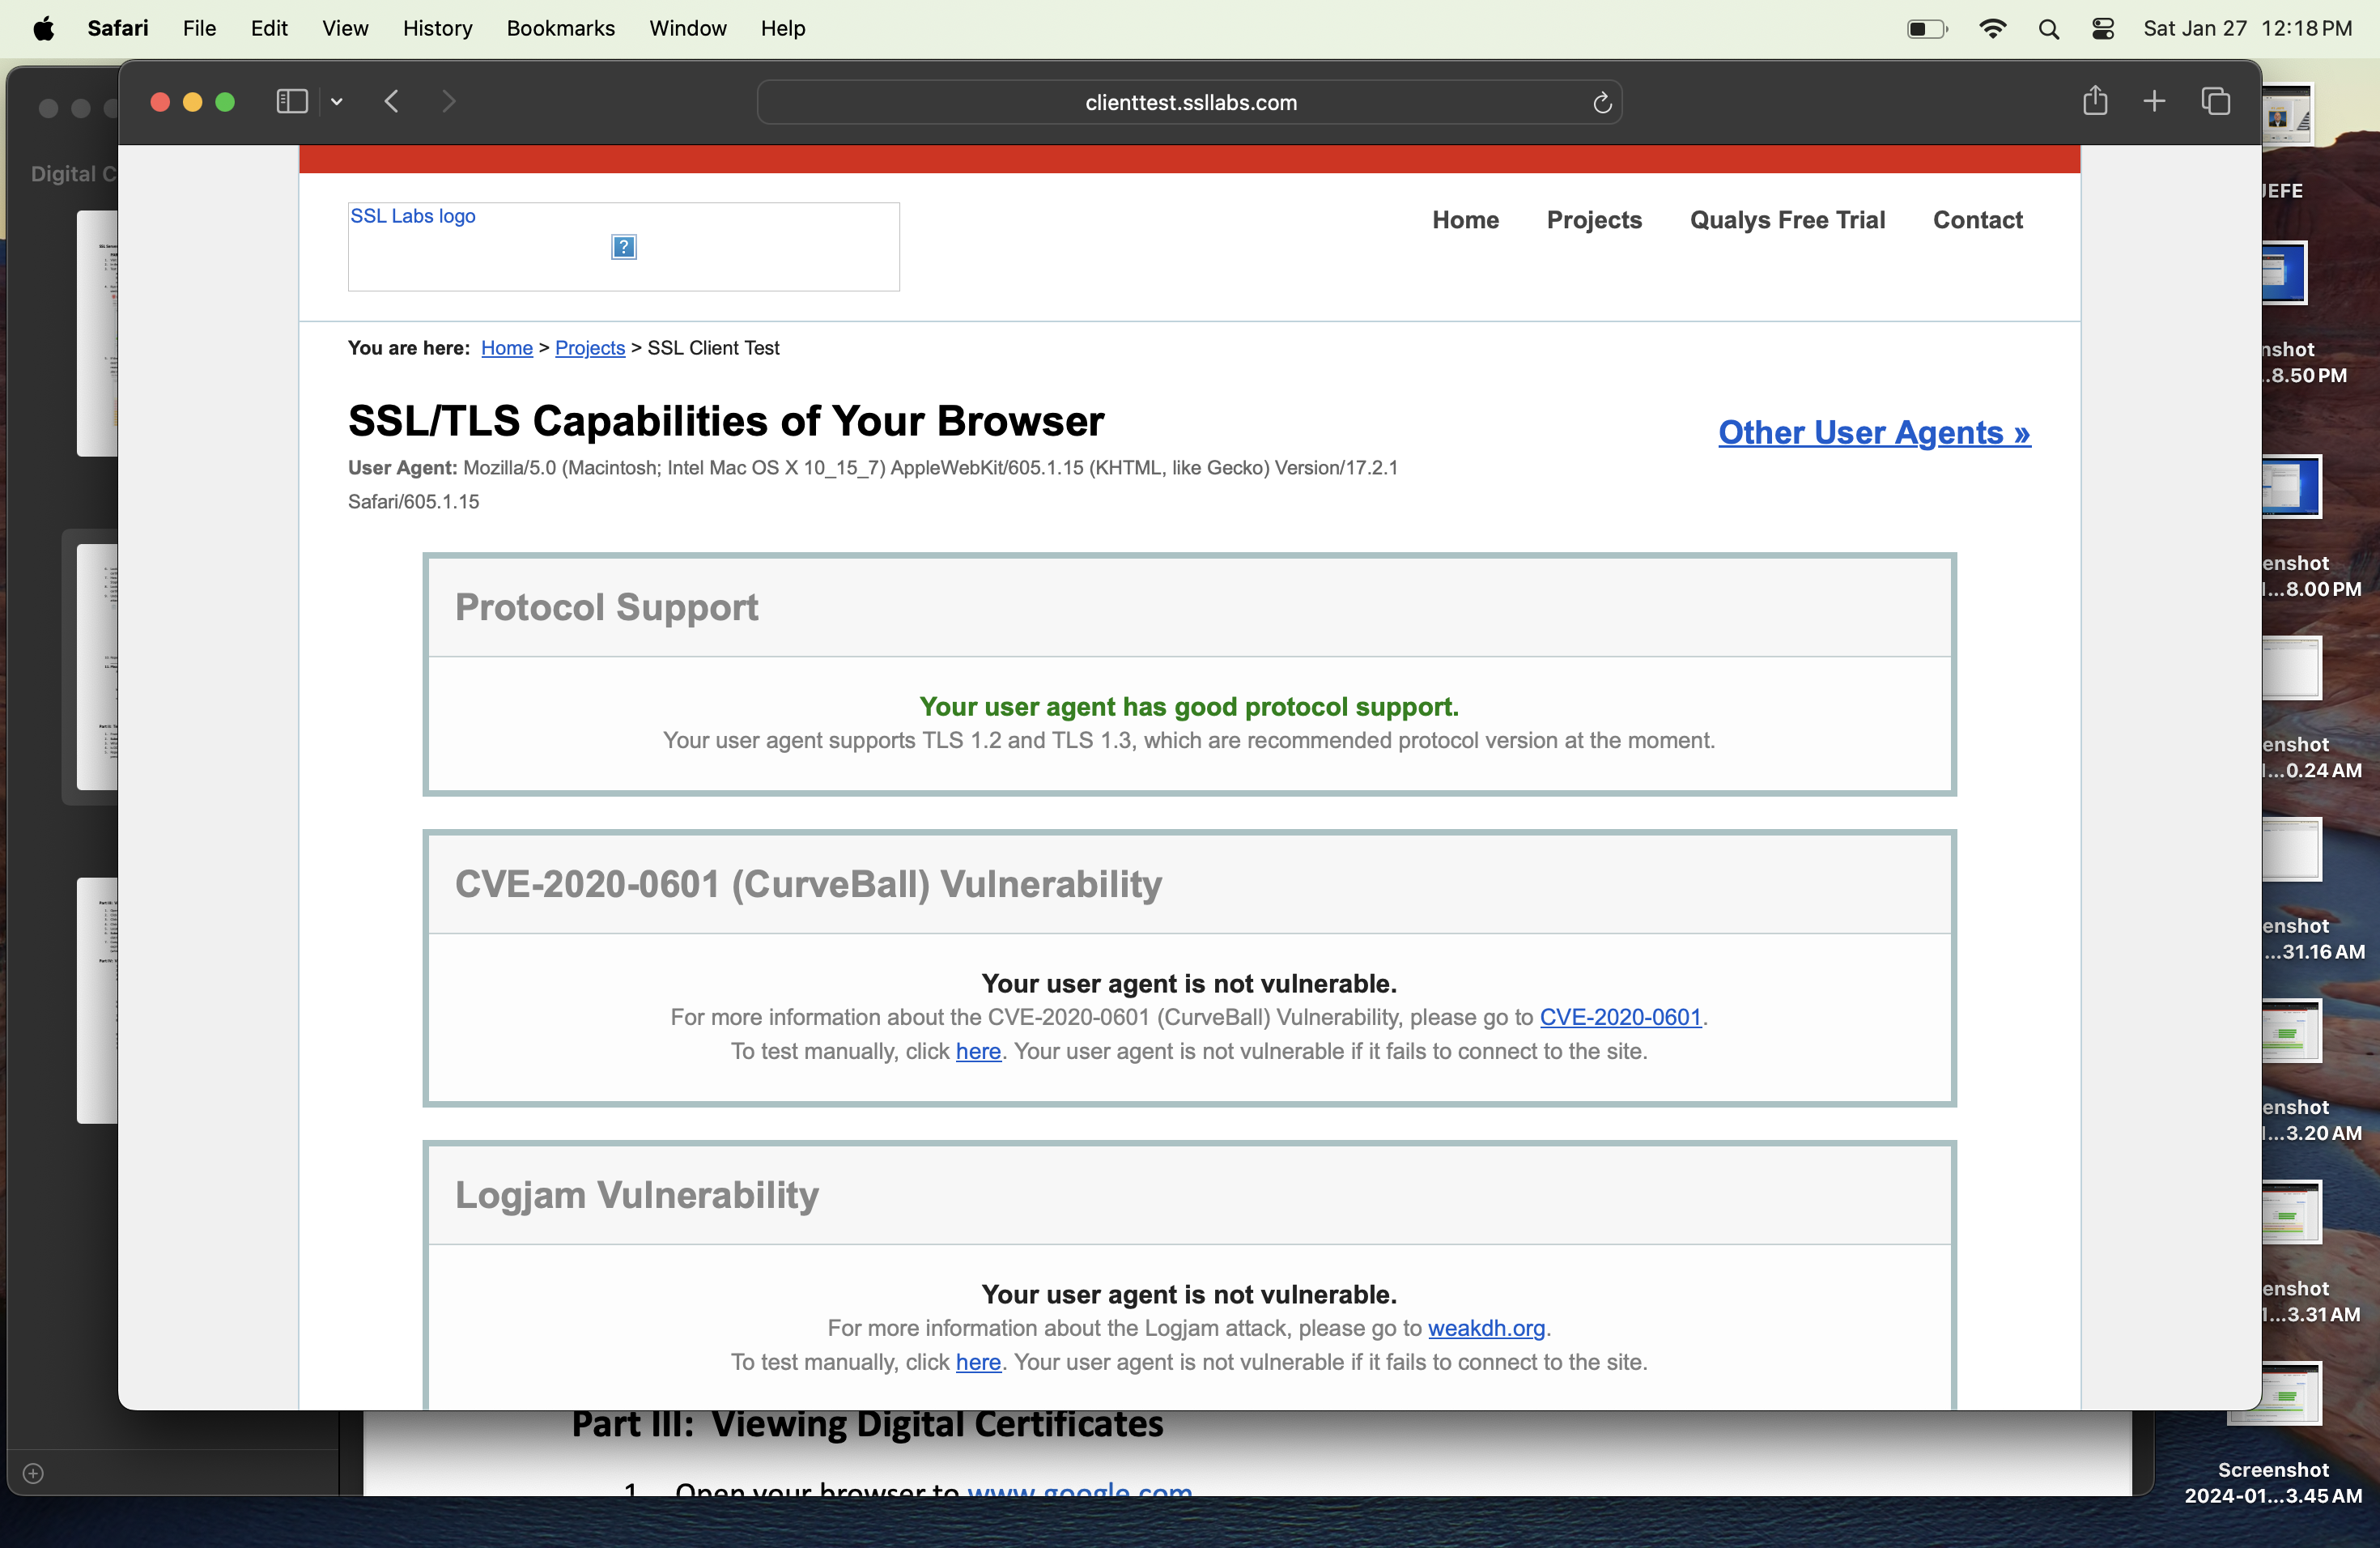 Safari File Edit View History Bookmarks Window Help Sat Jan 27 12:18 PM
clienttest.ssllabs.com
Digital C
SSL Labs logo
?
Home Projects Qualys Free Trial Contact
You are here: Home > Projects > SSL Client Test
SSL/TLS Capabilities of Your Browser
Other User Agents »
User Agent: Mozilla/5.0 (Macintosh; Intel Mac OS X 10_15_7) AppleWebKit/605.1.15 (KHTML, like Gecko) Version/17.2.1
Safari/605.1.15
Protocol Support
Your user agent has good protocol support.
Your user agent supports TLS 1.2 and TLS 1.3, which are recommended protocol version at the moment.
CVE-2020-0601 (CurveBall) Vulnerability
Your user agent is not vulnerable.
For more information about the CVE-2020-0601 (CurveBall) Vulnerability, please go to CVE-2020-0601.
To test manually, click here. Your user agent is not vulnerable if it fails to connect to the site.
Logjam Vulnerability
Your user agent is not vulnerable.
For more information about the Logjam attack, please go to weakdh.org.
To test manually, click here. Your user agent is not vulnerable if it fails to connect to the site.
Part III: Viewing Digital Certificates
1. Open your browser to www.google.com
JEFE
nshot
..8.50 PM
enshot
...8.00 PM
enshot
...0.24 AM
enshot
...31.16 AM
enshot
...3.20 AM
enshot
1...3.31 AM
Screenshot
2024-01...3.45 AM